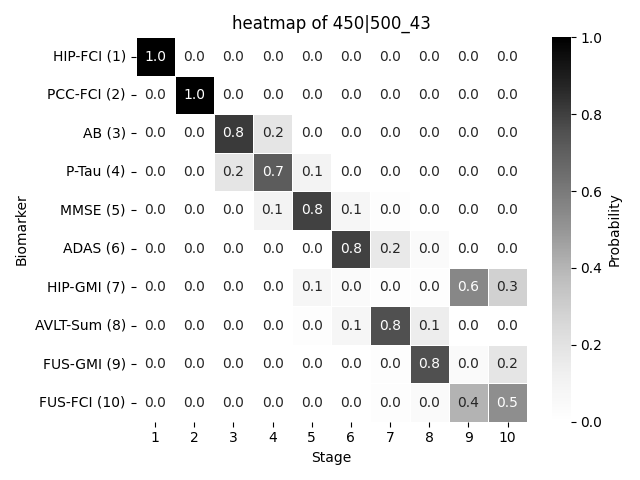 heatmap of 450|500_43
HIP-FCI (1) 1.0 0.0 0.0 0.0 0.0 0.0 0.0 0.0 0.0 0.0
PCC-FCI (2) 0.0 1.0 0.0 0.0 0.0 0.0 0.0 0.0 0.0 0.0
AB (3) 0.0 0.0 0.8 0.2 0.0 0.0 0.0 0.0 0.0 0.0
P-Tau (4) 0.0 0.0 0.2 0.7 0.1 0.0 0.0 0.0 0.0 0.0
MMSE (5) 0.0 0.0 0.0 0.1 0.8 0.1 0.0 0.0 0.0 0.0
ADAS (6) 0.0 0.0 0.0 0.0 0.0 0.8 0.2 0.0 0.0 0.0
HIP-GMI (7) 0.0 0.0 0.0 0.0 0.1 0.0 0.0 0.0 0.6 0.3
AVLT-Sum (8) 0.0 0.0 0.0 0.0 0.0 0.1 0.8 0.1 0.0 0.0
FUS-GMI (9) 0.0 0.0 0.0 0.0 0.0 0.0 0.0 0.8 0.0 0.2
FUS-FCI (10) 0.0 0.0 0.0 0.0 0.0 0.0 0.0 0.0 0.4 0.5
1 2 3 4 5 6 7 8 9 10
Stage
Biomarker
1.0
0.8
0.6
0.4
0.2
0.0
Probability